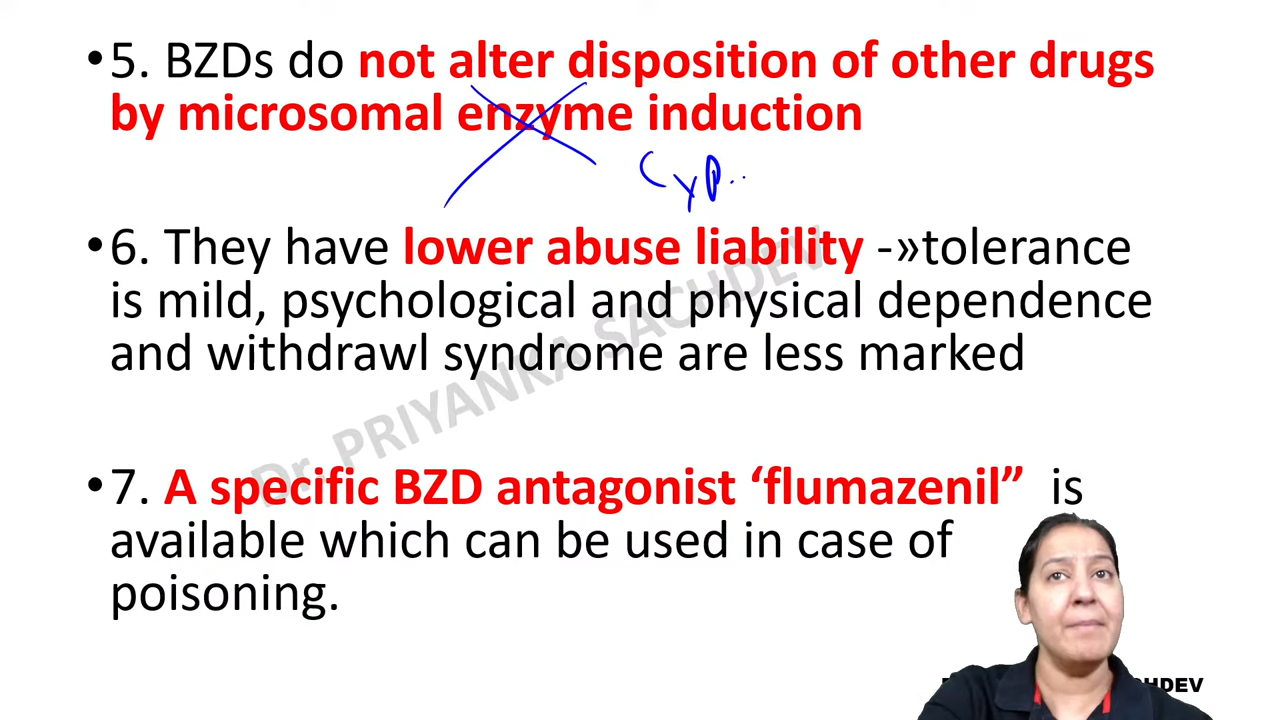 •5. BZDs do not alter disposition of other drugs
by microsomal enzyme induction
CYP..
•6. They have lower abuse liability -»tolerance
is mild, psychological and physical dependence
and withdrawl syndrome are less marked
Dr. PRIYANKA SACHDEV
•7. A specific BZD antagonist ‘flumazenil” is
available which can be used in case of
poisoning.
HDEV